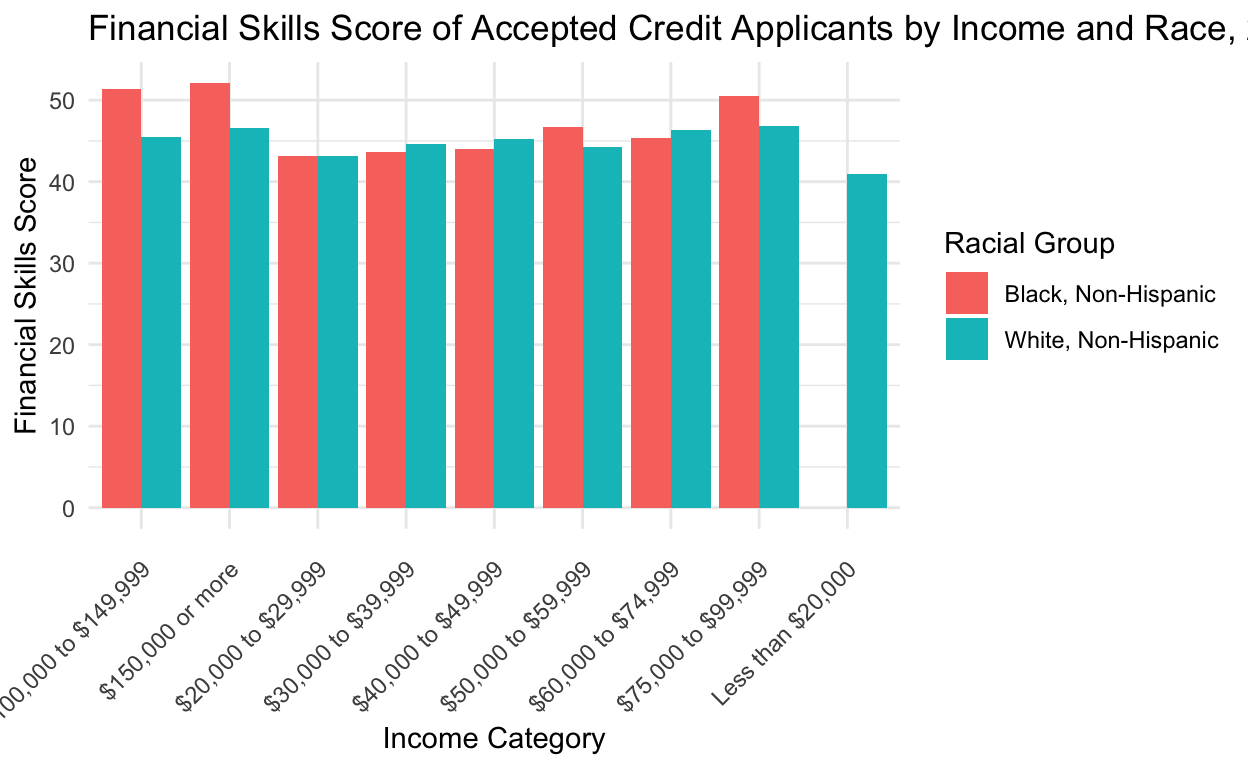 Financial Skills Score of Accepted Credit Applicants by Income and Race,
Financial Skills Score
50
40
30
20
10
0
00,000 to $149,999
$150,000 or more
$20,000 to $29,999
$30,000 to $39,999
$40,000 to $49,999
$50,000 to $59,999
$60,000 to $74,999
$75,000 to $99,999
Less than $20,000
Income Category
Racial Group
Black, Non-Hispanic
White, Non-Hispanic